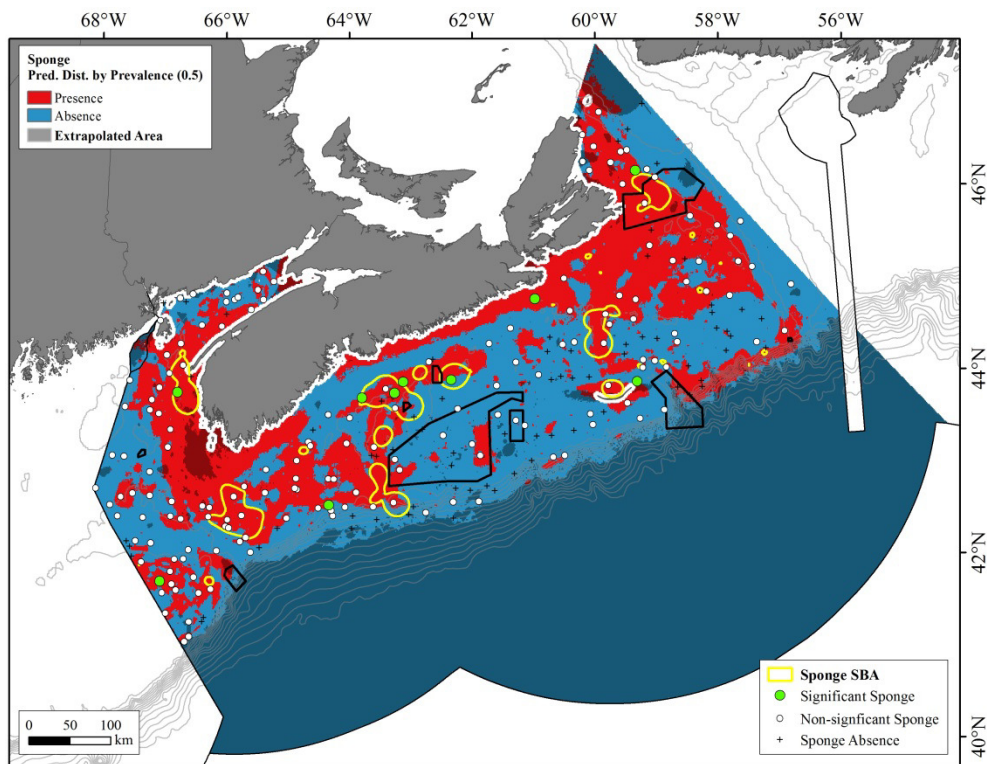 68°W 66°W 64°W 62°W 60°W 58°W 56°W
Sponge
Pred. Dist. by Prevalence (0.5)
Presence
Absence
Extrapolated Area
46°N
44°N
42°N
40°N
Sponge SBA
Significant Sponge
Non-signficant Sponge
Sponge Absence
0 50 100
km